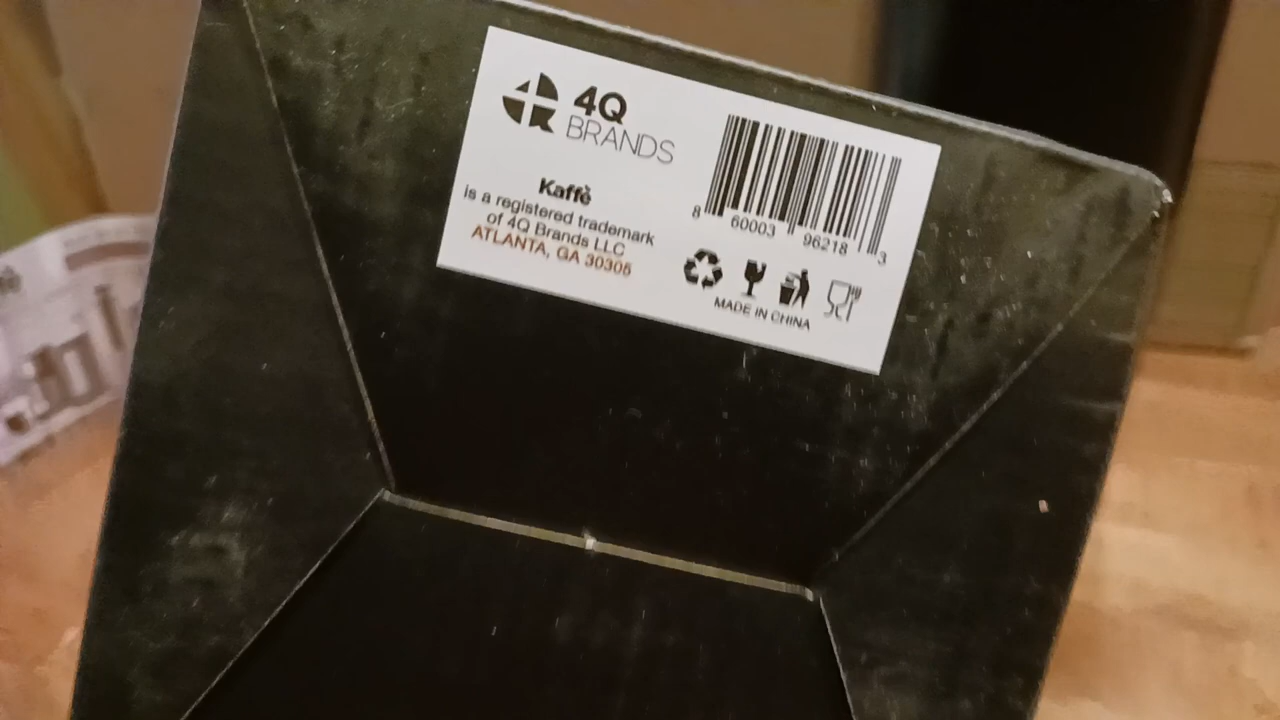 4Q
BRANDS
Kaffè
is a registered trademark
of 4Q Brands LLC
ATLANTA, GA 30305
8 60003 96218 3
MADE IN CHINA